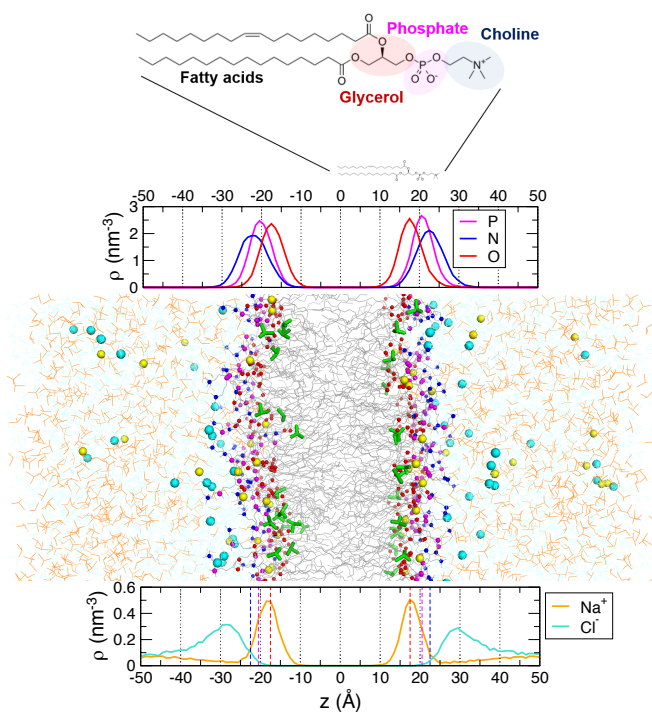 O
Phosphate
Choline
O
O
O
O
P
O
N+
O
O-
O
Fatty acids
Glycerol
-50 -40 -30 -20 -10 0 10 20 30 40 50
3
2
1
0
ρ (nm-3)
P
N
O
0.6
0.4
0.2
0
ρ (nm-3)
Na+
Cl-
-50 -40 -30 -20 -10 0 10 20 30 40 50
z (Å)